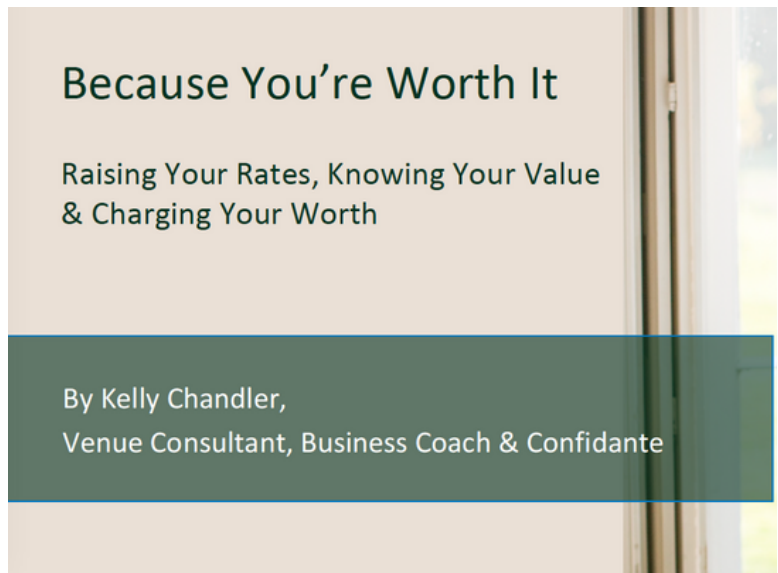 Because You’re Worth It
Raising Your Rates, Knowing Your Value
& Charging Your Worth
By Kelly Chandler,
Venue Consultant, Business Coach & Confidante